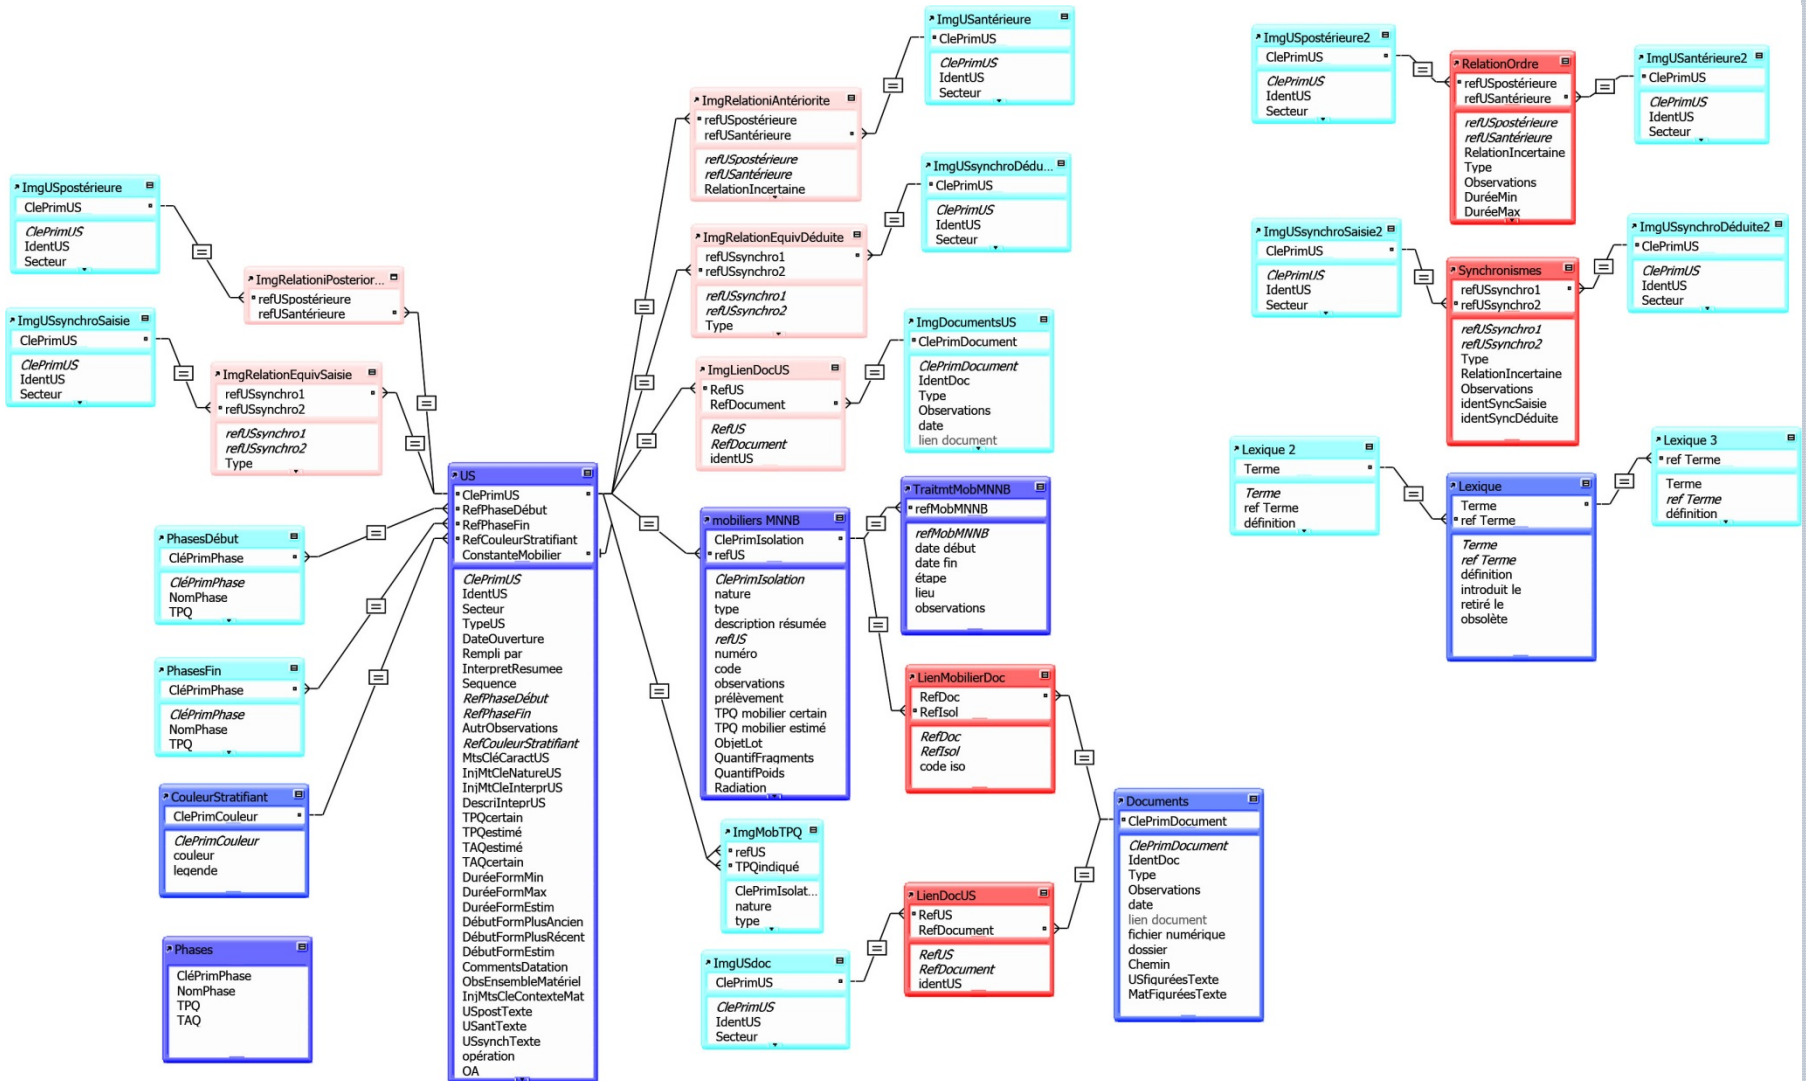 ImgUSpostérieure
ClePrimUS
ClePrimUS
IdentUS
Secteur
ImgUSsynchroSaisie
ClePrimUS
ClePrimUS
IdentUS
Secteur
ImgRelationiPosterior...
refUSpostérieure
refUSantérieure
ImgRelationEquivSaisie
refUSsynchro1
refUSsynchro2
refUSsynchro1
refUSsynchro2
Type
PhasesDébut
CléPrimPhase
CléPrimPhase
NomPhase
TPQ
PhasesFin
CléPrimPhase
CléPrimPhase
NomPhase
TPQ
CouleurStratifiant
ClePrimCouleur
ClePrimCouleur
couleur
legende
Phases
CléPrimPhase
NomPhase
TPQ
TAQ
US
ClePrimUS
RefPhaseDébut
RefPhaseFin
RefCouleurStratifiant
ConstanteMobilier
ClePrimUS
IdentUS
Secteur
TypeUS
DateOuverture
Rempli par
InterpretResumee
Sequence
RefPhaseDébut
RefPhaseFin
AutrObservations
RefCouleurStratifiant
MtsCléCaractUS
InjMtCleNatureUS
InjMtCleInterprUS
DescriInteprUS
TPQcertain
TPQestimé
TAQestimé
TAQcertain
DuréeFormMin
DuréeFormMax
DuréeFormEstim
DébutFormPlusAncien
DébutFormPlusRécent
DébutFormEstim
CommentsDatation
ObsEnsembleMatériel
InjMtsCleContexteMat
USpostTexte
USantTexte
USsynchTexte
opération
OA
ImgRelationiAntériorite
refUSpostérieure
refUSantérieure
refUSpostérieure
refUSantérieure
RelationIncertaine
ImgRelationEquivDéduite
refUSsynchro1
refUSsynchro2
refUSsynchro1
refUSsynchro2
Type
ImgLienDocUS
RefUS
RefDocument
RefUS
RefDocument
identUS
mobiliers MNNB
ClePrimIsolation
refUS
ClePrimIsolation
nature
type
description résumée
refUS
numéro
code
observations
prélèvement
TPQ mobilier certain
TPQ mobilier estimé
ObjetLot
QuantifFragments
QuantifPoids
Radiation
ImgMobTPQ
refUS
TPQindiqué
ClePrimIsolat...
nature
type
ImgUSdoc
ClePrimUS
ClePrimUS
IdentUS
Secteur
ImgUSantérieure
ClePrimUS
ClePrimUS
IdentUS
Secteur
ImgUSsynchroDédu...
ClePrimUS
ClePrimUS
IdentUS
Secteur
ImgDocumentsUS
ClePrimDocument
ClePrimDocument
IdentDoc
Type
Observations
date
lien document
TraitmtMobMNNB
refMobMNNB
refMobMNNB
date début
date fin
étape
lieu
observations
LienMobilierDoc
RefDoc
RefIsol
RefDoc
RefIsol
code iso
LienDocUS
RefUS
RefDocument
RefUS
RefDocument
identUS
Documents
ClePrimDocument
ClePrimDocument
IdentDoc
Type
Observations
date
lien document
fichier numérique
dossier
Chemin
USfiguréesTexte
MatFiguréesTexte
ImgUSpostérieure2
ClePrimUS
ClePrimUS
IdentUS
Secteur
RelationOrdre
refUSpostérieure
refUSantérieure
refUSpostérieure
refUSantérieure
RelationIncertaine
Type
Observations
DuréeMin
DuréeMax
ImgUSantérieure2
ClePrimUS
ClePrimUS
IdentUS
Secteur
ImgUSsynchroSaisie2
ClePrimUS
ClePrimUS
IdentUS
Secteur
Synchronismes
refUSsynchro1
refUSsynchro2
refUSsynchro1
refUSsynchro2
Type
RelationIncertaine
Observations
identSyncSaisie
identSyncDéduite
ImgUSsynchroDéduite2
ClePrimUS
ClePrimUS
IdentUS
Secteur
Lexique 2
Terme
Terme
ref Terme
définition
Lexique
Terme
ref Terme
Terme
ref Terme
définition
introduit le
retiré le
obsolète
Lexique 3
ref Terme
Terme
ref Terme
définition